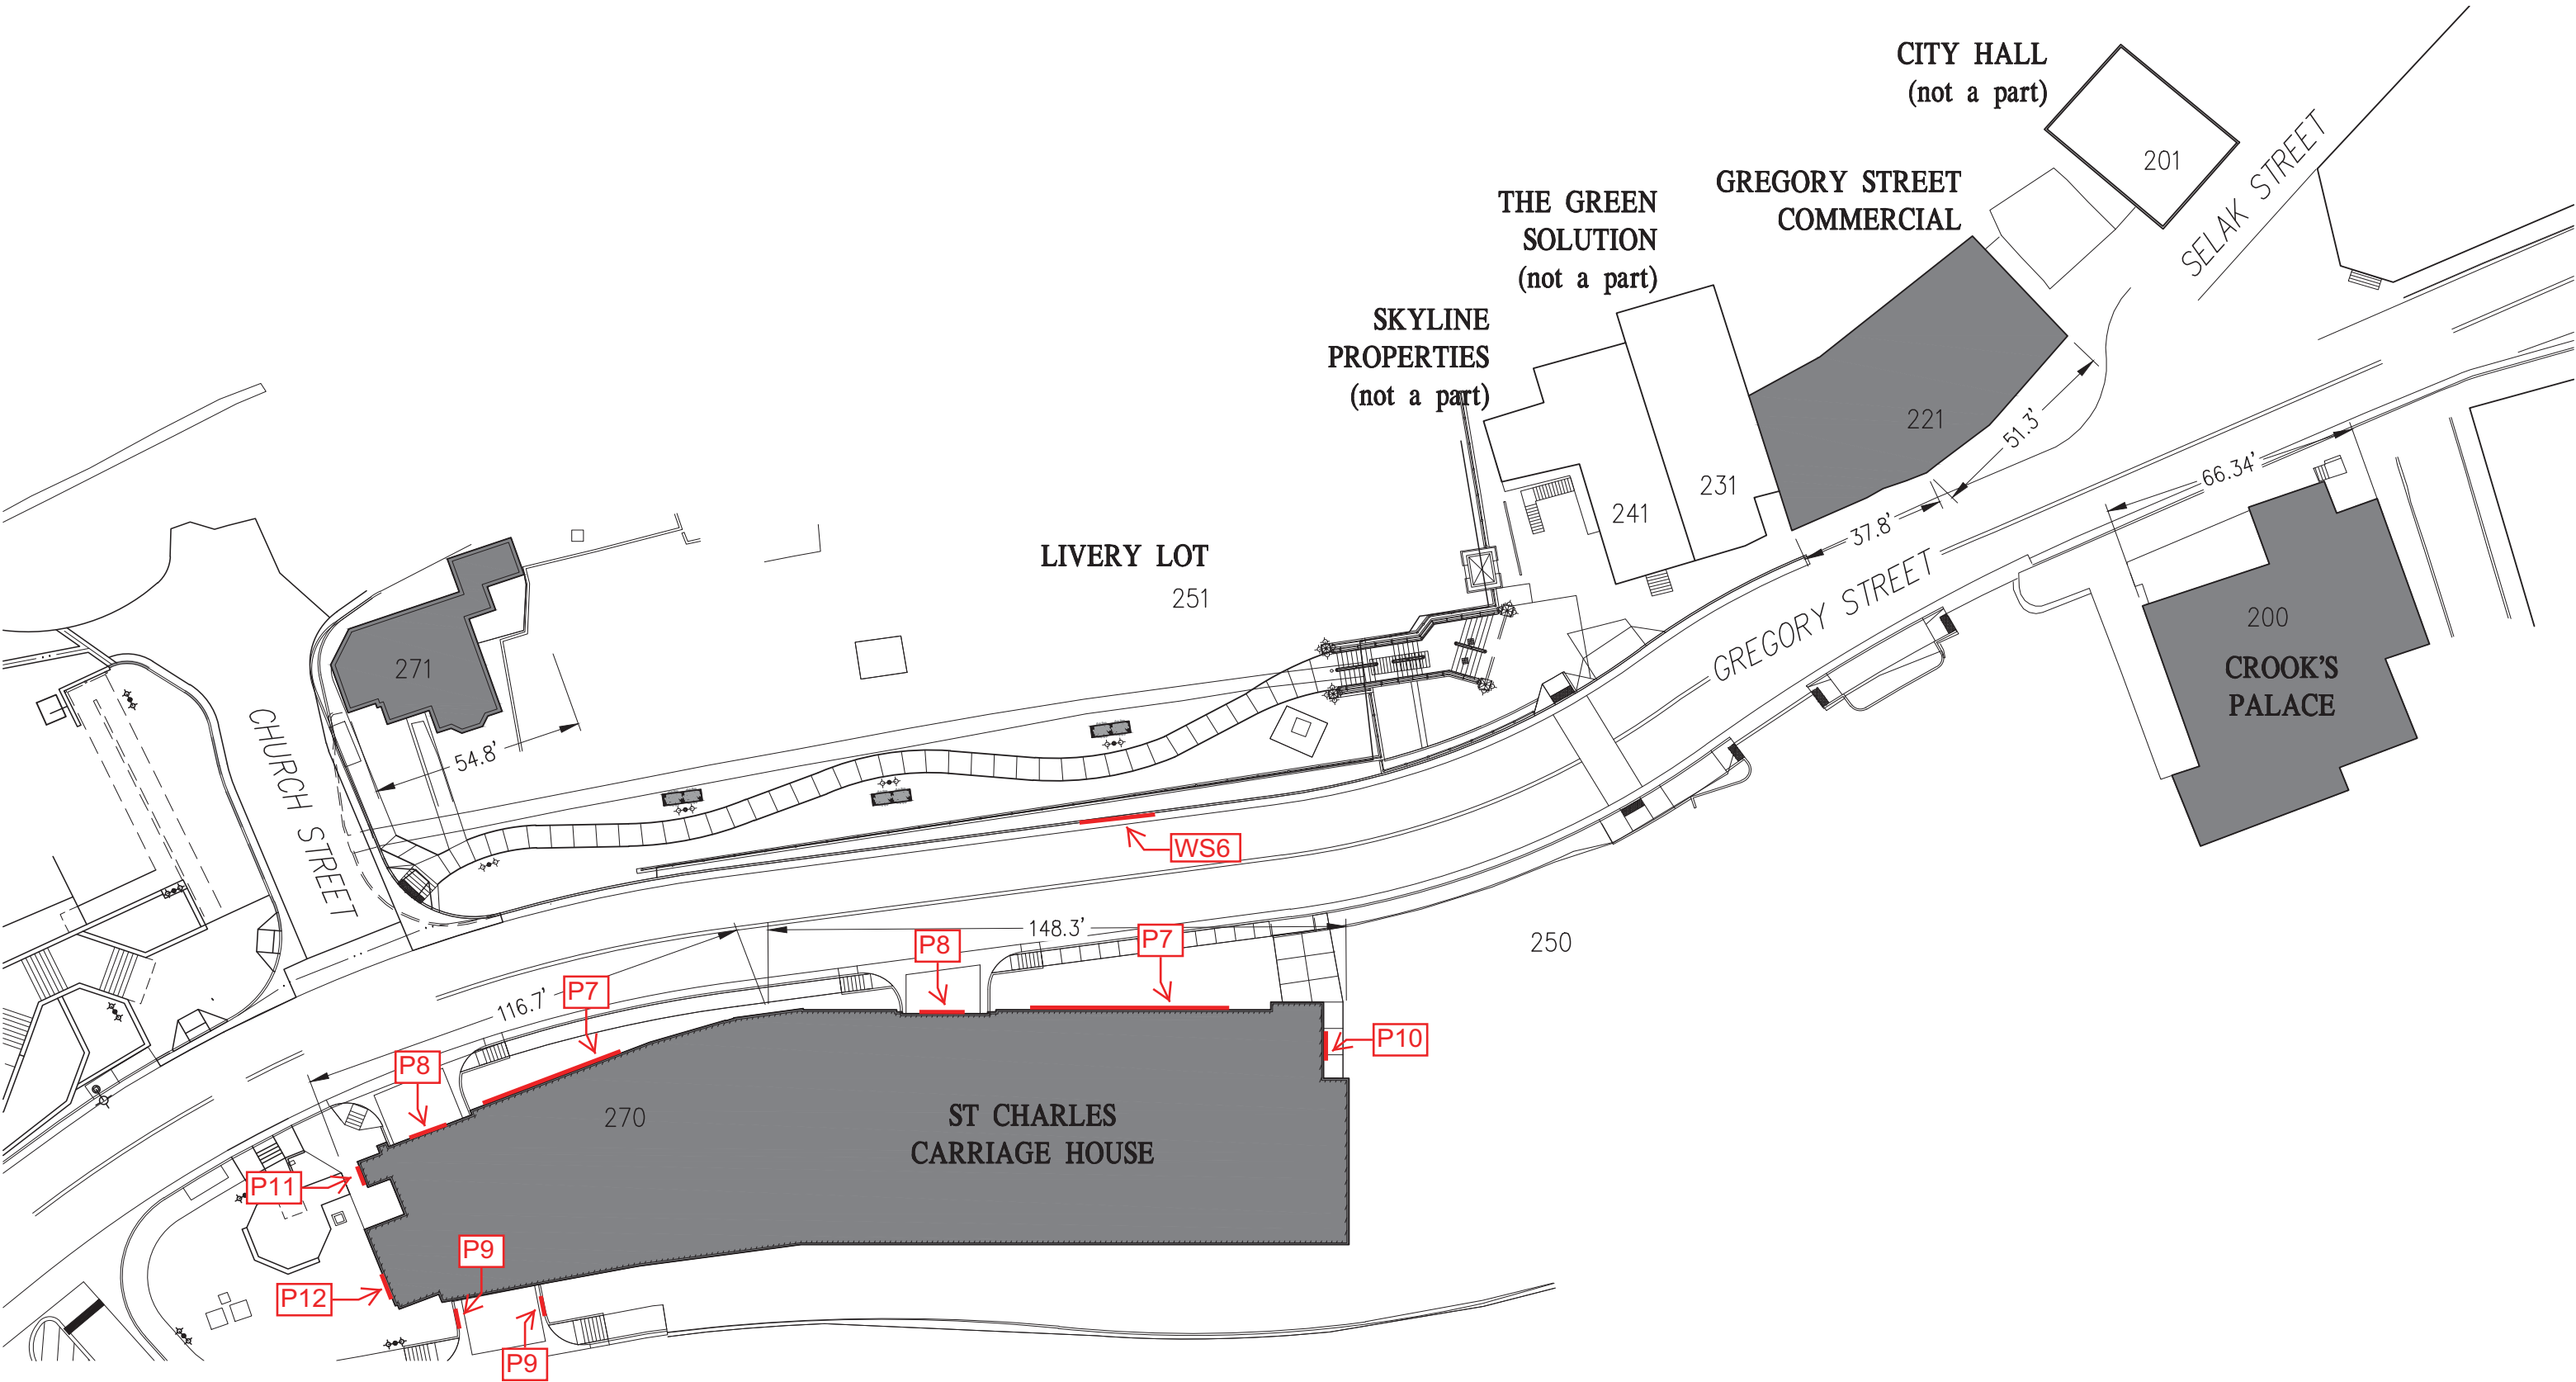 CITY HALL
(not a part)
201
SELAK STREET
GREGORY STREET
COMMERCIAL
THE GREEN
SOLUTION
(not a part)
SKYLINE
PROPERTIES
(not a part)
221
51.3'
231
241
37.8'
66.34'
GREGORY STREET
200
CROOK'S
PALACE
LIVERY LOT
251
271
54.8'
CHURCH STREET
WS6
148.3'
P8
P7
250
116.7'
P7
P8
P10
270
ST CHARLES
CARRIAGE HOUSE
P11
P9
P12
P9